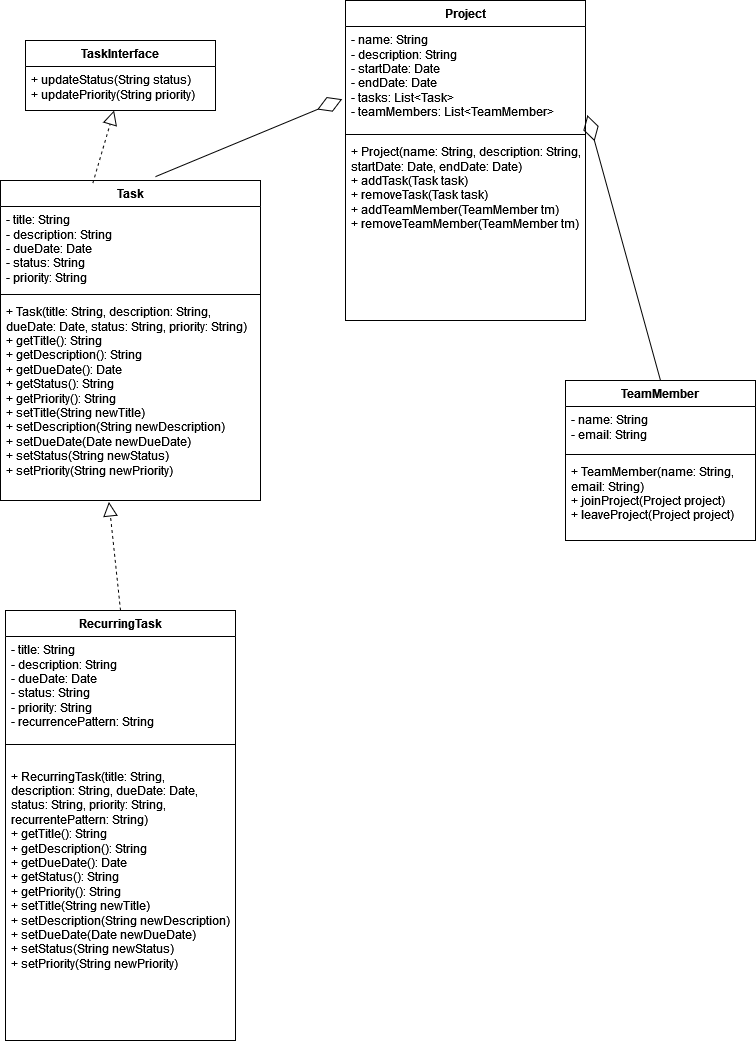 TaskInterface
+ updateStatus(String status)
+ updatePriority(String priority)
Project
- name: String
- description: String
- startDate: Date
- endDate: Date
- tasks: List<Task>
- teamMembers: List<TeamMember>
+ Project(name: String, description: String,
startDate: Date, endDate: Date)
+ addTask(Task task)
+ removeTask(Task task)
+ addTeamMember(TeamMember tm)
+ removeTeamMember(TeamMember tm)
Task
- title: String
- description: String
- dueDate: Date
- status: String
- priority: String
+ Task(title: String, description: String,
dueDate: Date, status: String, priority: String)
+ getTitle(): String
+ getDescription(): String
+ getDueDate(): Date
+ getStatus(): String
+ getPriority(): String
+ setTitle(String newTitle)
+ setDescription(String newDescription)
+ setDueDate(Date newDueDate)
+ setStatus(String newStatus)
+ setPriority(String newPriority)
TeamMember
- name: String
- email: String
+ TeamMember(name: String,
email: String)
+ joinProject(Project project)
+ leaveProject(Project project)
RecurringTask
- title: String
- description: String
- dueDate: Date
- status: String
- priority: String
- recurrencePattern: String
+ RecurringTask(title: String,
description: String, dueDate: Date,
status: String, priority: String,
recurrentePattern: String)
+ getTitle(): String
+ getDescription(): String
+ getDueDate(): Date
+ getStatus(): String
+ getPriority(): String
+ setTitle(String newTitle)
+ setDescription(String newDescription)
+ setDueDate(Date newDueDate)
+ setStatus(String newStatus)
+ setPriority(String newPriority)